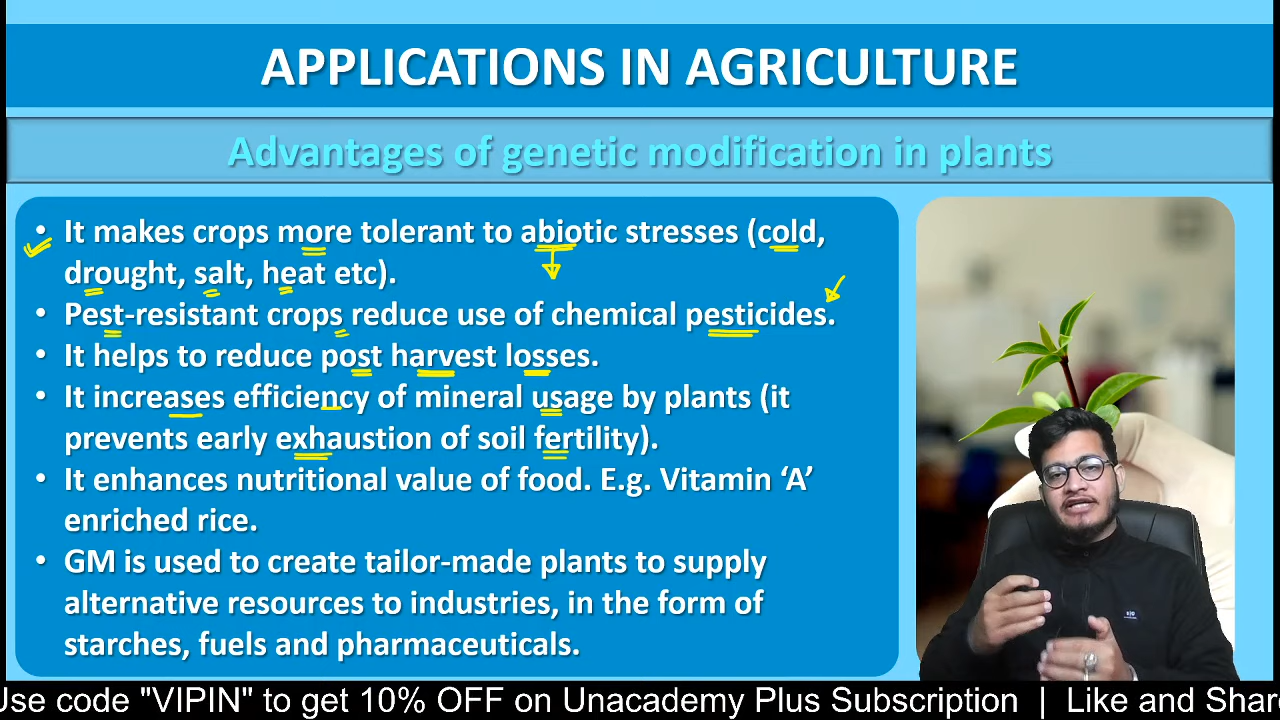 APPLICATIONS IN AGRICULTURE
Advantages of genetic modification in plants
• It makes crops more tolerant to abiotic stresses (cold,
drought, salt, heat etc).
• Pest-resistant crops reduce use of chemical pesticides.
• It helps to reduce post harvest losses.
• It increases efficiency of mineral usage by plants (it
prevents early exhaustion of soil fertility).
• It enhances nutritional value of food. E.g. Vitamin ‘A’
enriched rice.
• GM is used to create tailor-made plants to supply
alternative resources to industries, in the form of
starches, fuels and pharmaceuticals.
Use code "VIPIN" to get 10% OFF on Unacademy Plus Subscription | Like and Shar